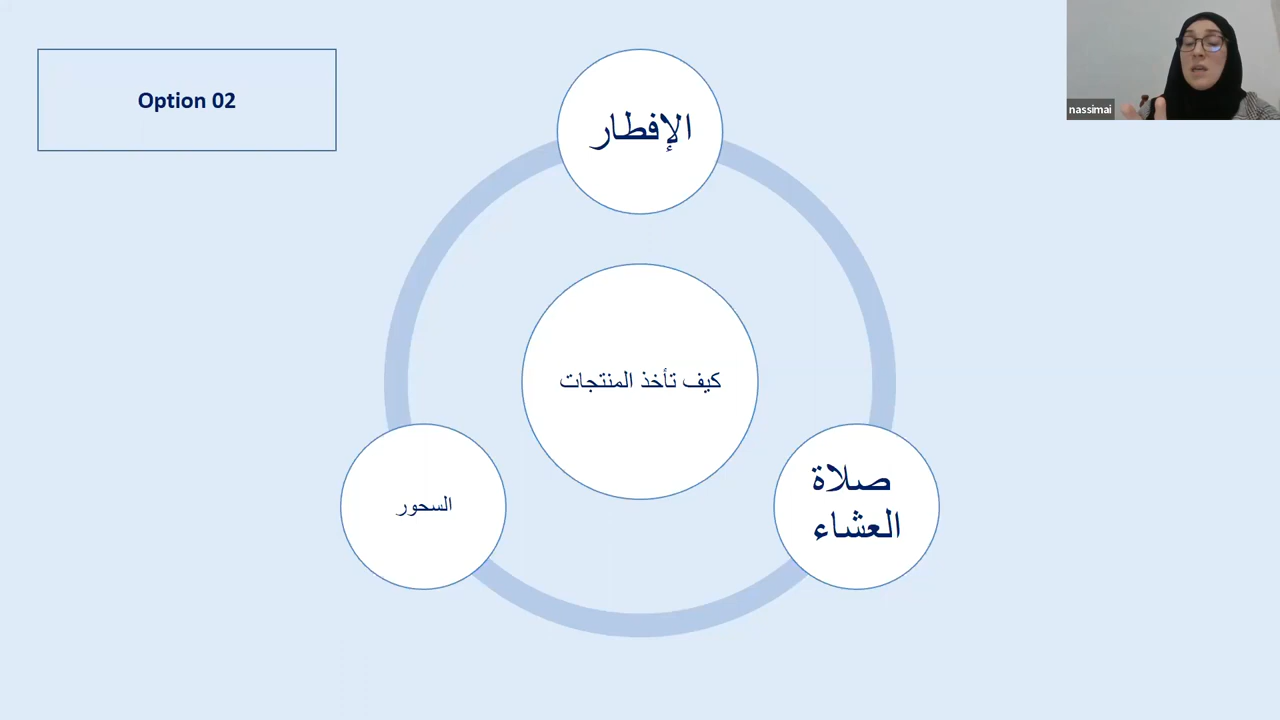 Option 02
الإفطار
nassimai
كيف تأخذ المنتجات
صلاة
العشاء
السحور